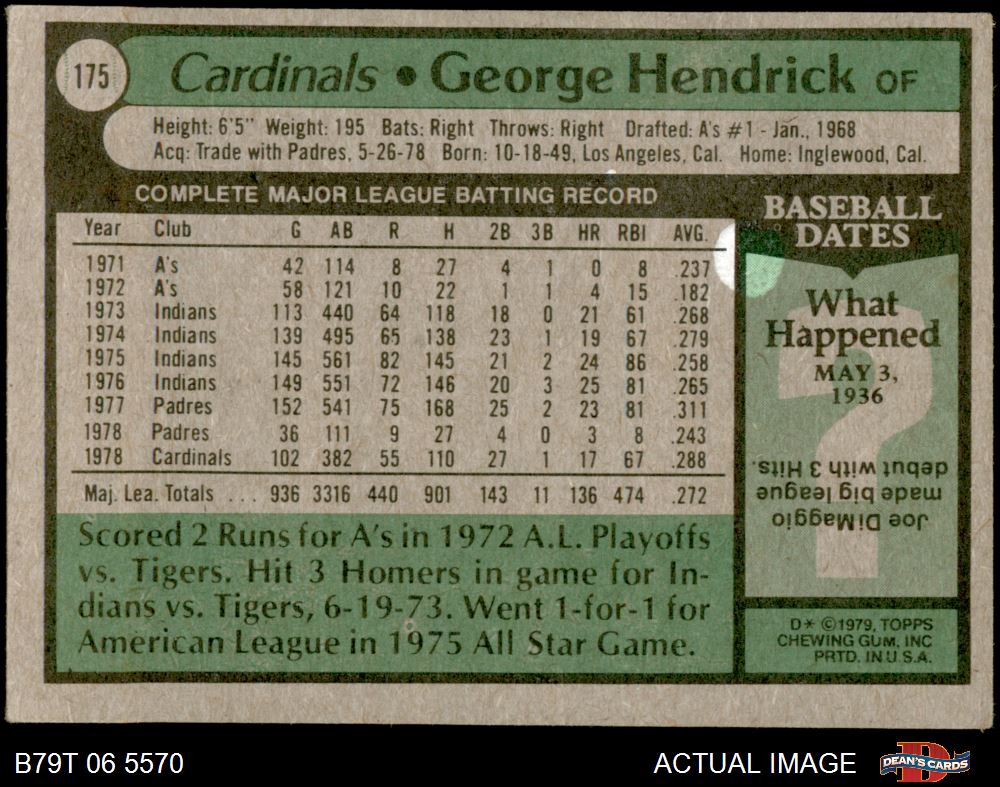 175 Cardinals • George Hendrick OF
Height: 6'5" Weight: 195 Bats: Right Throws: Right Drafted: A's #1 - Jan., 1968
Acq: Trade with Padres, 5-26-78 Born: 10-18-49, Los Angeles, Cal. Home: Inglewood, Cal.
COMPLETE MAJOR LEAGUE BATTING RECORD
Year Club G AB R H 2B 3B HR RBI AVG.
1971 A's 42 114 8 27 4 1 0 8 .237
1972 A's 58 121 10 22 1 1 4 15 .182
1973 Indians 113 440 64 118 18 0 21 61 .268
1974 Indians 139 495 65 138 23 1 19 67 .279
1975 Indians 145 561 82 145 21 2 24 86 .258
1976 Indians 149 551 72 146 20 3 25 81 .265
1977 Padres 152 541 75 168 25 2 23 81 .311
1978 Padres 36 111 9 27 4 0 3 8 .243
1978 Cardinals 102 382 55 110 27 1 17 67 .288
Maj. Lea. Totals ... 936 3316 440 901 143 11 136 474 .272
Scored 2 Runs for A's in 1972 A.L. Playoffs
vs. Tigers. Hit 3 Homers in game for In-
dians vs. Tigers, 6-19-73. Went 1-for-1 for
American League in 1975 All Star Game.
BASEBALL
DATES
What
Happened
MAY 3,
1936
?
Joe DiMaggio
made big league
debut with 3 Hits.
D* ©1979, TOPPS
CHEWING GUM, INC
PRTD. IN U.S.A.
B79T 06 5570
ACTUAL IMAGE
D
DEAN'S CARDS